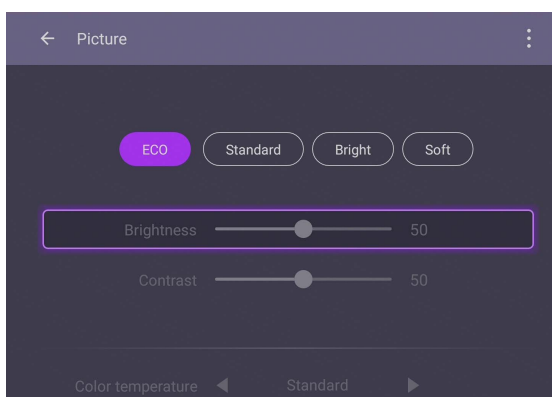 Picture
ECO Standard Bright Soft
Brightness 50
Contrast 50
Color temperature Standard